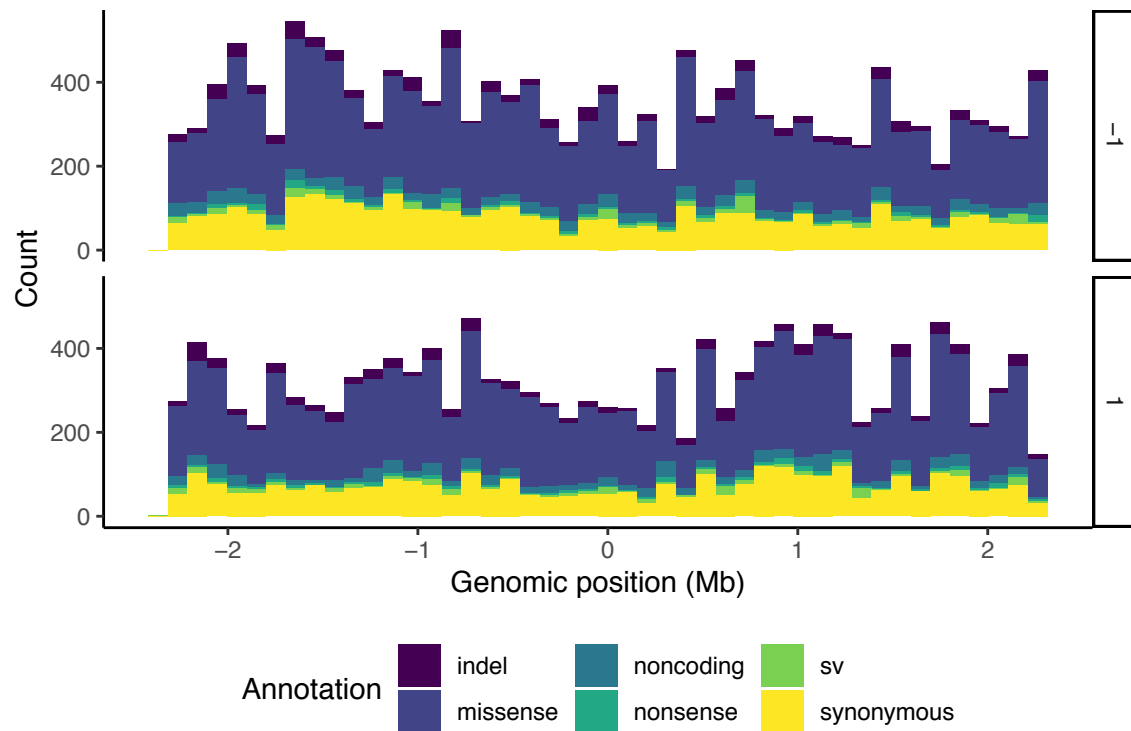 Count
400
200
0
−1
400
200
0
1
−2 −1 0 1 2
Genomic position (Mb)
Annotation
indel noncoding sv
missense nonsense synonymous